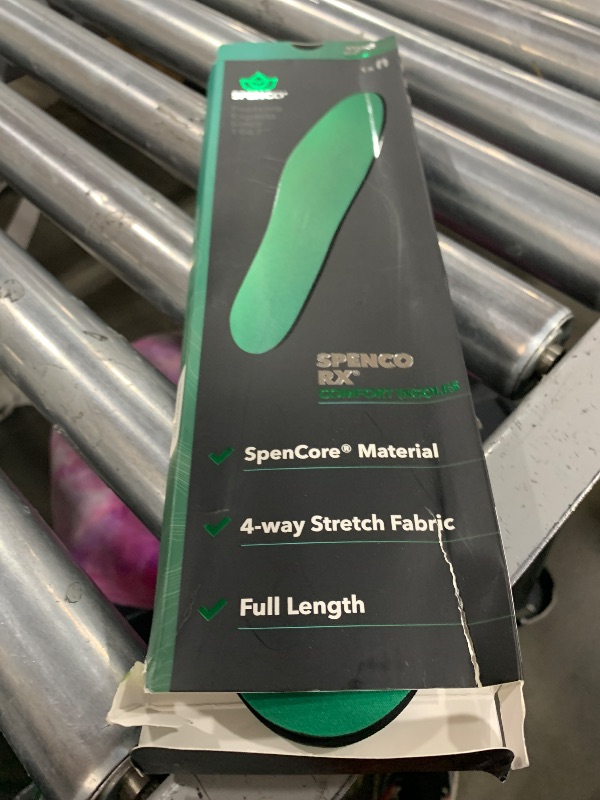 SPENCO®
SPENCO
RX®
COMFORT INSOLES
SpenCore® Material
4-way Stretch Fabric
Full Length